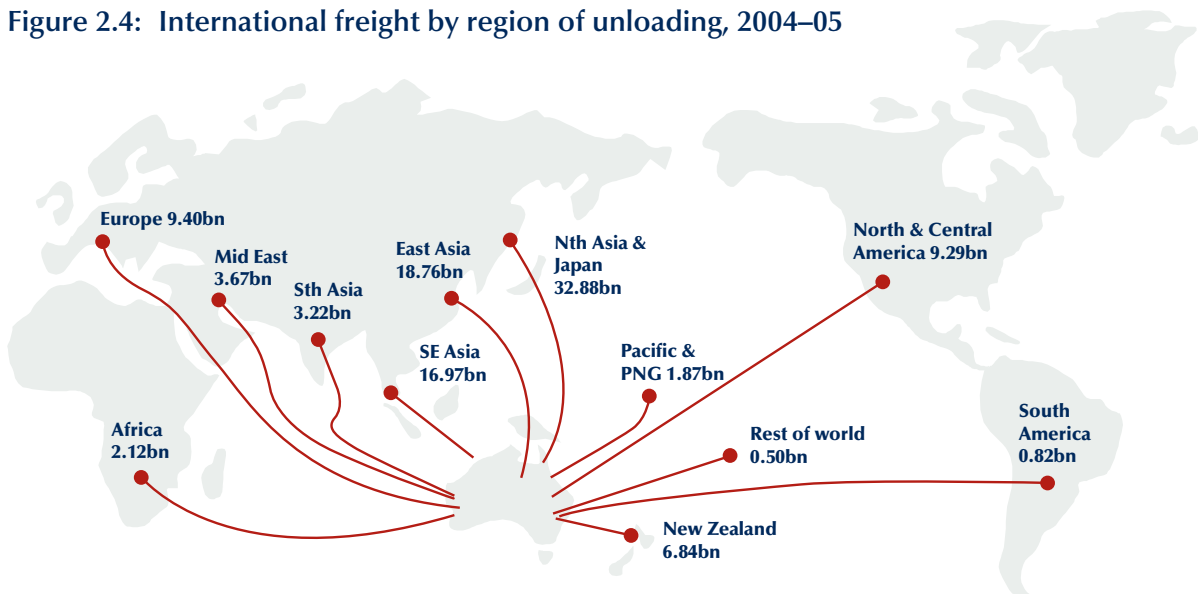 Figure 2.4: International freight by region of unloading, 2004–05
Europe 9.40bn
Mid East
3.67bn
Sth Asia
3.22bn
East Asia
18.76bn
Nth Asia &
Japan
32.88bn
North & Central
America 9.29bn
SE Asia
16.97bn
Pacific &
PNG 1.87bn
Africa
2.12bn
Rest of world
0.50bn
South
America
0.82bn
New Zealand
6.84bn